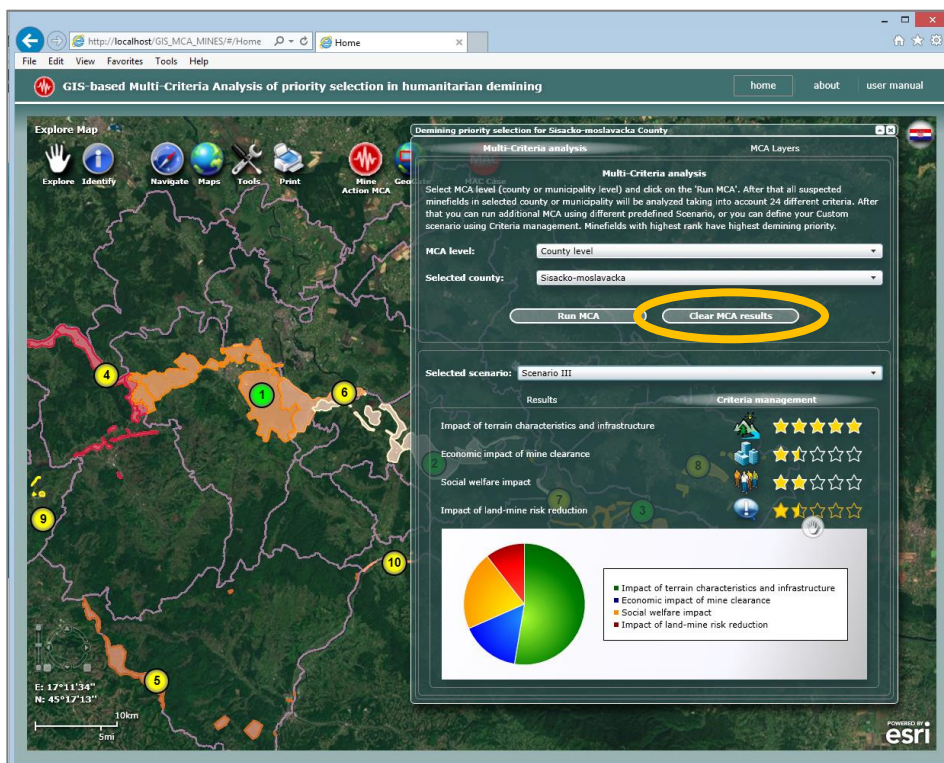 http://localhost/GIS_MCA_MINES/#/Home
Home
File Edit View Favorites Tools Help
GIS-based Multi-Criteria Analysis of priority selection in humanitarian demining
home about user manual
Explore Map
Explore Identify Navigate Maps Tools Print Mine Action MCA
Demining priority selection for Sisacko-moslavacka County
Multi-Criteria analysis MCA Layers
Multi-Criteria analysis
Select MCA level (county or municipality level) and click on the 'Run MCA'. After that all suspected
minefields in selected county or municipality will be analyzed taking into account 24 different criteria. After
that you can run additional MCA using different predefined Scenario, or you can define your Custom
scenario using Criteria management. Minefields with highest rank have highest demining priority.
MCA level: County level
Selected county: Sisacko-moslavacka
Run MCA Clear MCA results
Selected scenario: Scenario III
Results Criteria management
Impact of terrain characteristics and infrastructure
Economic impact of mine clearance
Social welfare impact
Impact of land-mine risk reduction
4
1
6
2
8
7
3
9
10
5
Impact of terrain characteristics and infrastructure
Economic impact of mine clearance
Social welfare impact
Impact of land-mine risk reduction
E: 17°11'34"
N: 45°17'13"
10km
5mi
POWERED BY
esri